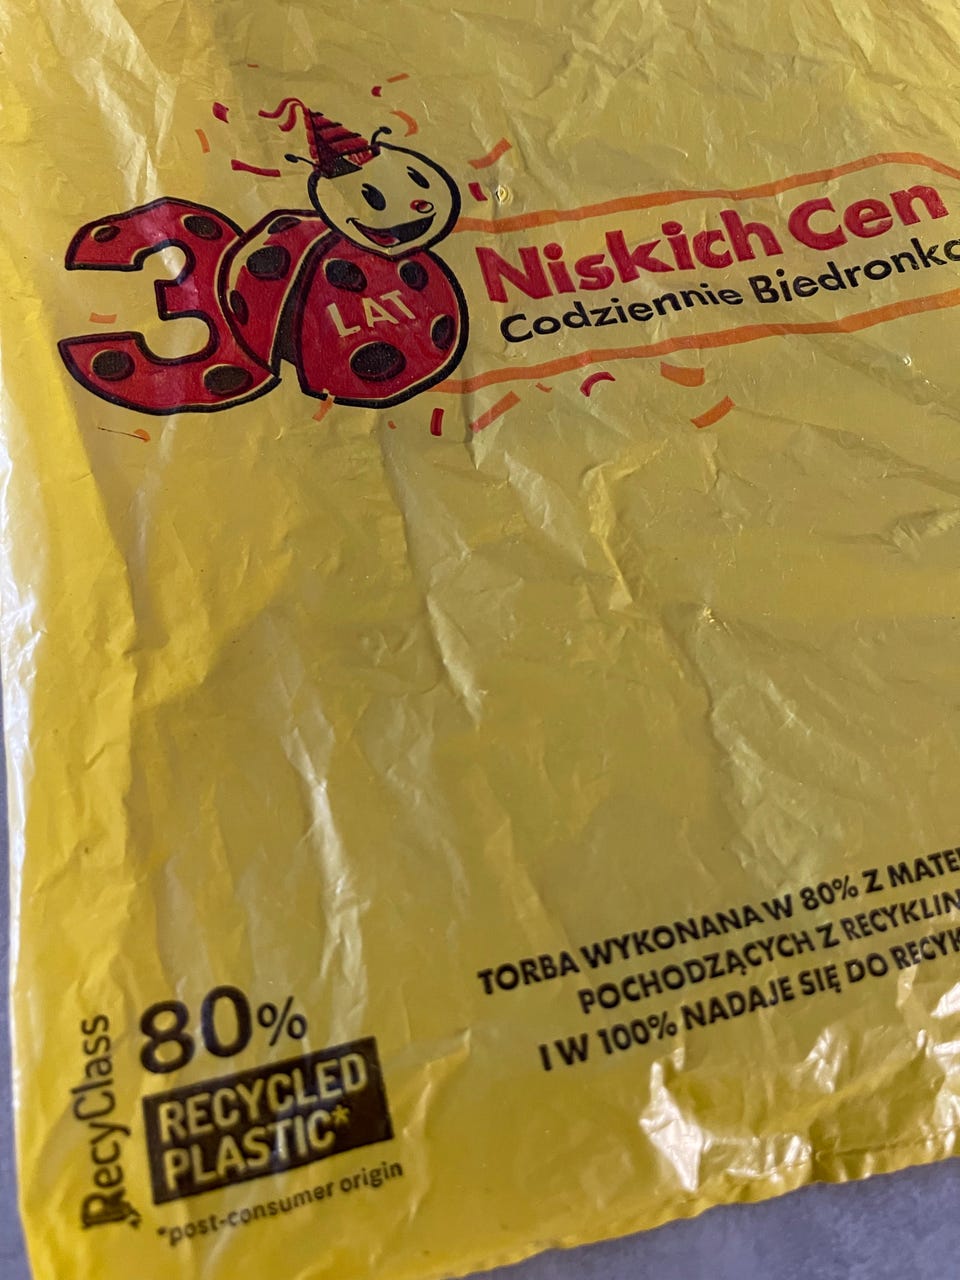 30 LAT
Niskich Cen
Codziennie Biedronka
TORBA WYKONANA W 80% Z
POCHODZĄCYCH Z
I W 100% NADAJE SIĘ DO
RecyClass
80%
RECYCLED
PLASTIC*
*post-consumer origin